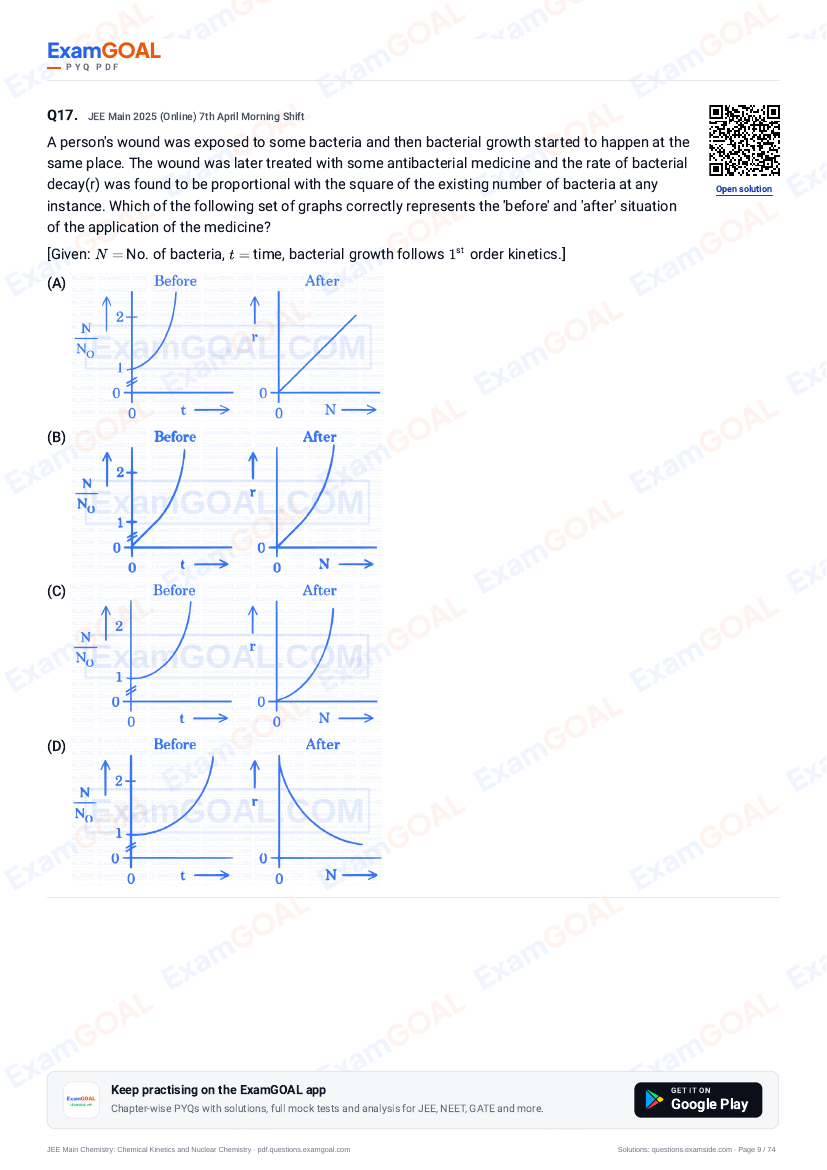 ExamGOAL
PYQ PDF
Q17. JEE Main 2025 (Online) 7th April Morning Shift
A person's wound was exposed to some bacteria and then bacterial growth started to happen at the
same place. The wound was later treated with some antibacterial medicine and the rate of bacterial
decay(r) was found to be proportional with the square of the existing number of bacteria at any
instance. Which of the following set of graphs correctly represents the 'before' and 'after' situation
of the application of the medicine?
Open solution
[Given: N = No. of bacteria, t = time, bacterial growth follows 1st order kinetics.]
(A)
Before After
2
N
N0
r
1
0 0
0 t 0 N
(B)
Before After
2
N
N0
r
1
0 0
0 t 0 N
(C)
Before After
2
N
N0
r
1
0 0
0 t 0 N
(D)
Before After
2
N
N0
r
1
0 0
0 t 0 N
ExamGOAL.COM
Keep practising on the ExamGOAL app
Chapter-wise PYQs with solutions, full mock tests and analysis for JEE, NEET, GATE and more.
GET IT ON
Google Play
JEE Main Chemistry: Chemical Kinetics and Nuclear Chemistry · pdf.questions.examgoal.com
Solutions: questions.examside.com · Page 9 / 74